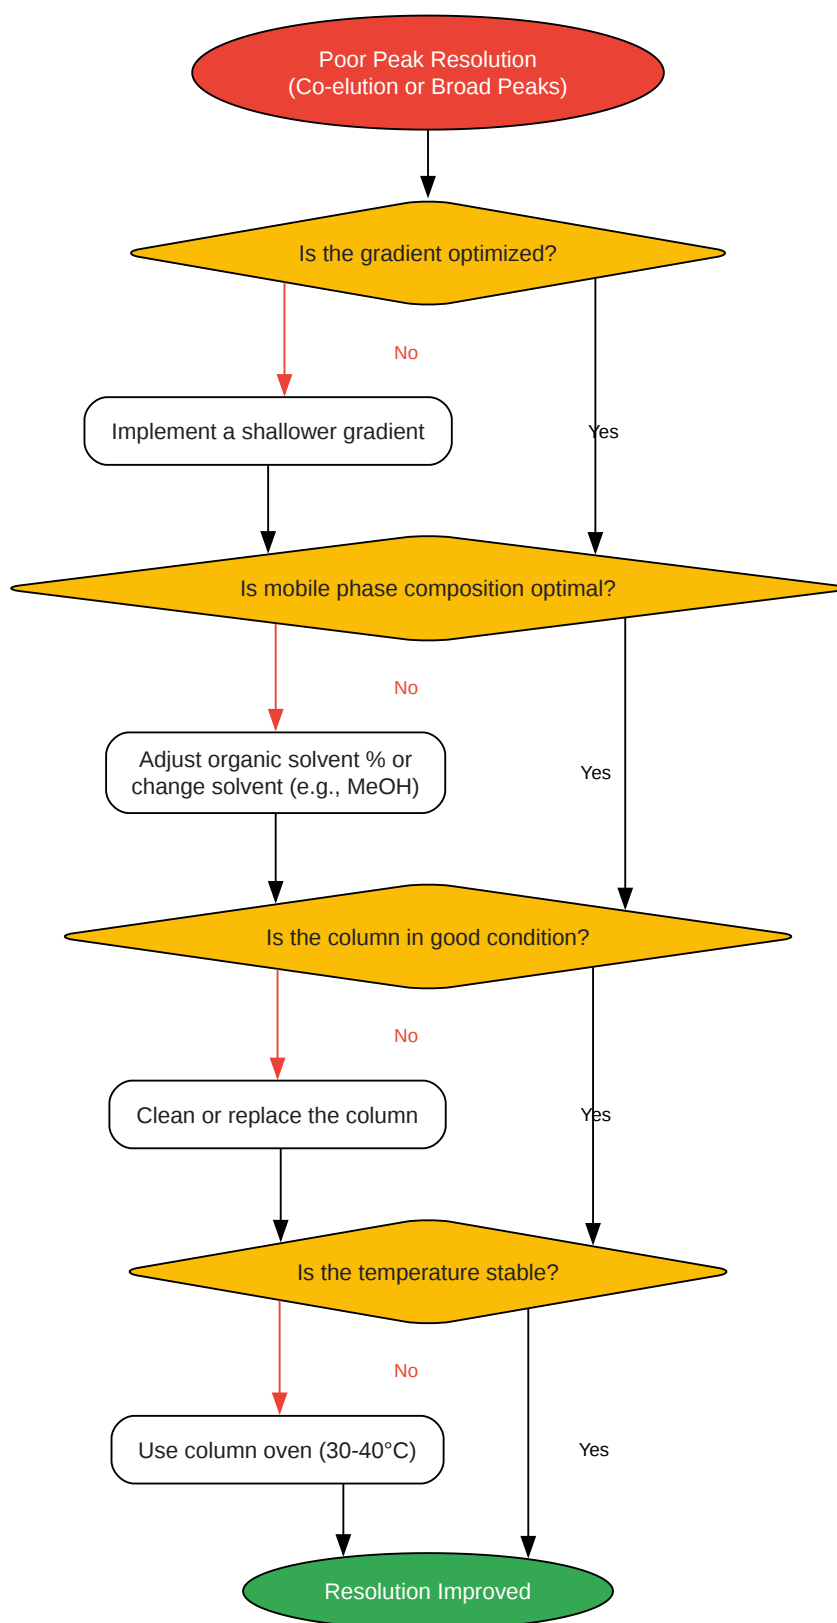 Poor Peak Resolution
(Co-elution or Broad Peaks)
Is the gradient optimized?
No
Implement a shallower gradient
Yes
Is mobile phase composition optimal?
No
Adjust organic solvent % or
change solvent (e.g., MeOH)
Yes
Is the column in good condition?
No
Clean or replace the column
Yes
Is the temperature stable?
No
Use column oven (30-40°C)
Yes
Resolution Improved